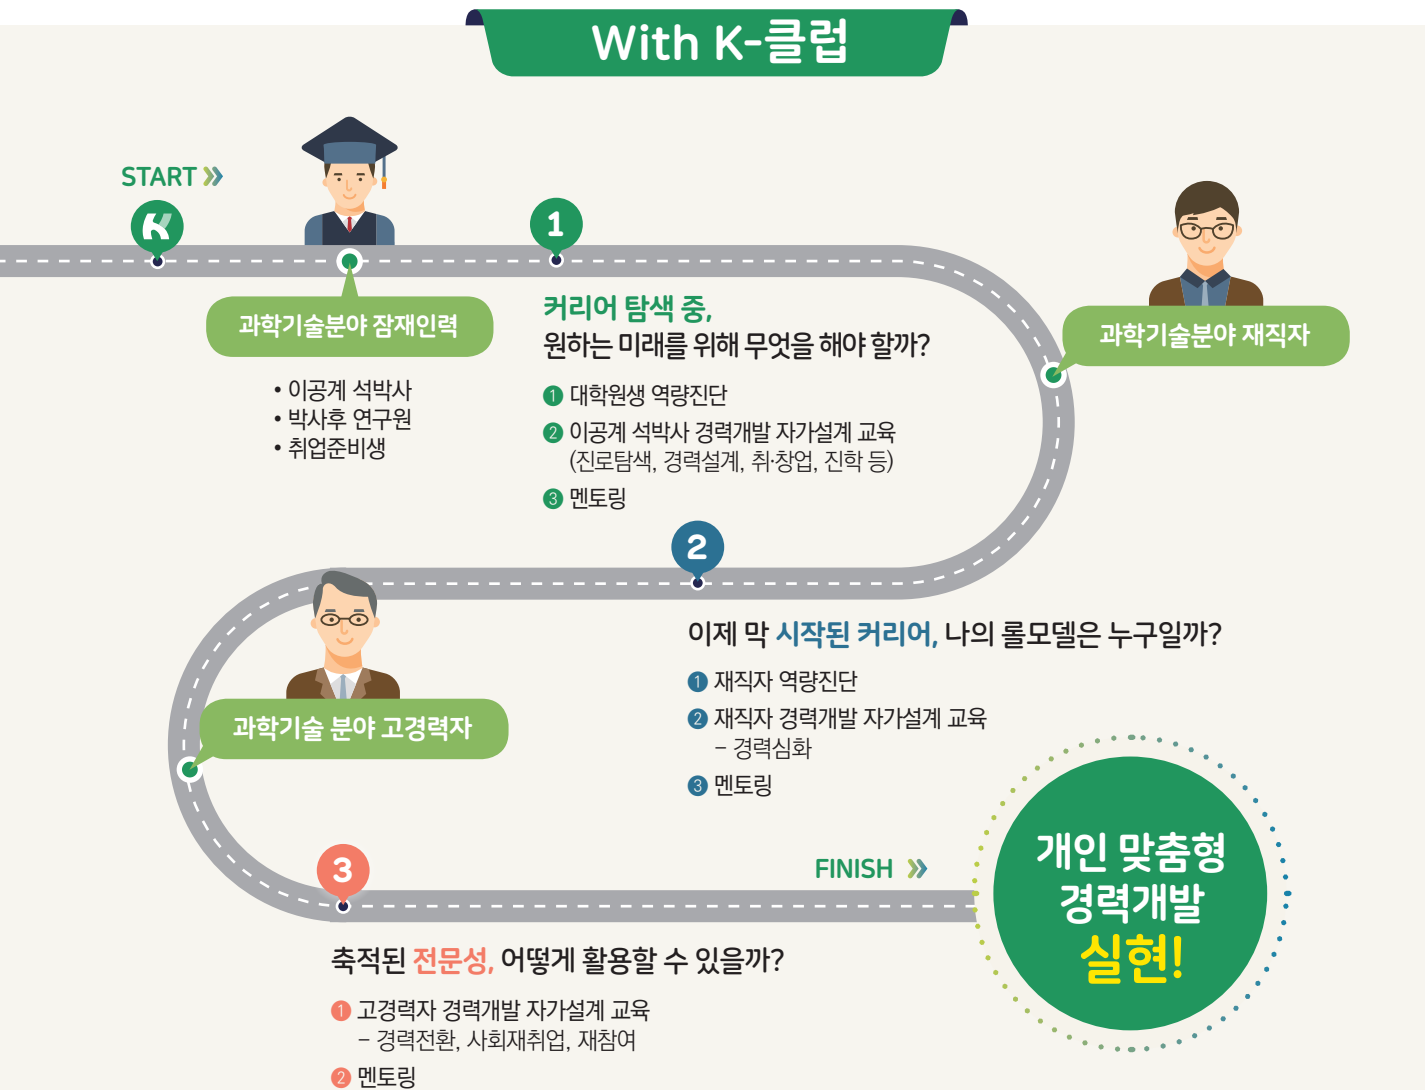 With K-클럽
START
K
과학기술분야 잠재인력
• 이공계 석박사
• 박사후 연구원
• 취업준비생
1
커리어 탐색 중,
원하는 미래를 위해 무엇을 해야 할까?
1 대학원생 역량진단
2 이공계 석박사 경력개발 자가설계 교육
(진로탐색, 경력설계, 취·창업, 진학 등)
3 멘토링
과학기술분야 재직자
2
이제 막 시작된 커리어, 나의 롤모델은 누구일까?
1 재직자 역량진단
2 재직자 경력개발 자가설계 교육
– 경력심화
3 멘토링
과학기술 분야 고경력자
3
축적된 전문성, 어떻게 활용할 수 있을까?
1 고경력자 경력개발 자가설계 교육
– 경력전환, 사회재취업, 재참여
2 멘토링
FINISH
개인 맞춤형
경력개발
실현!